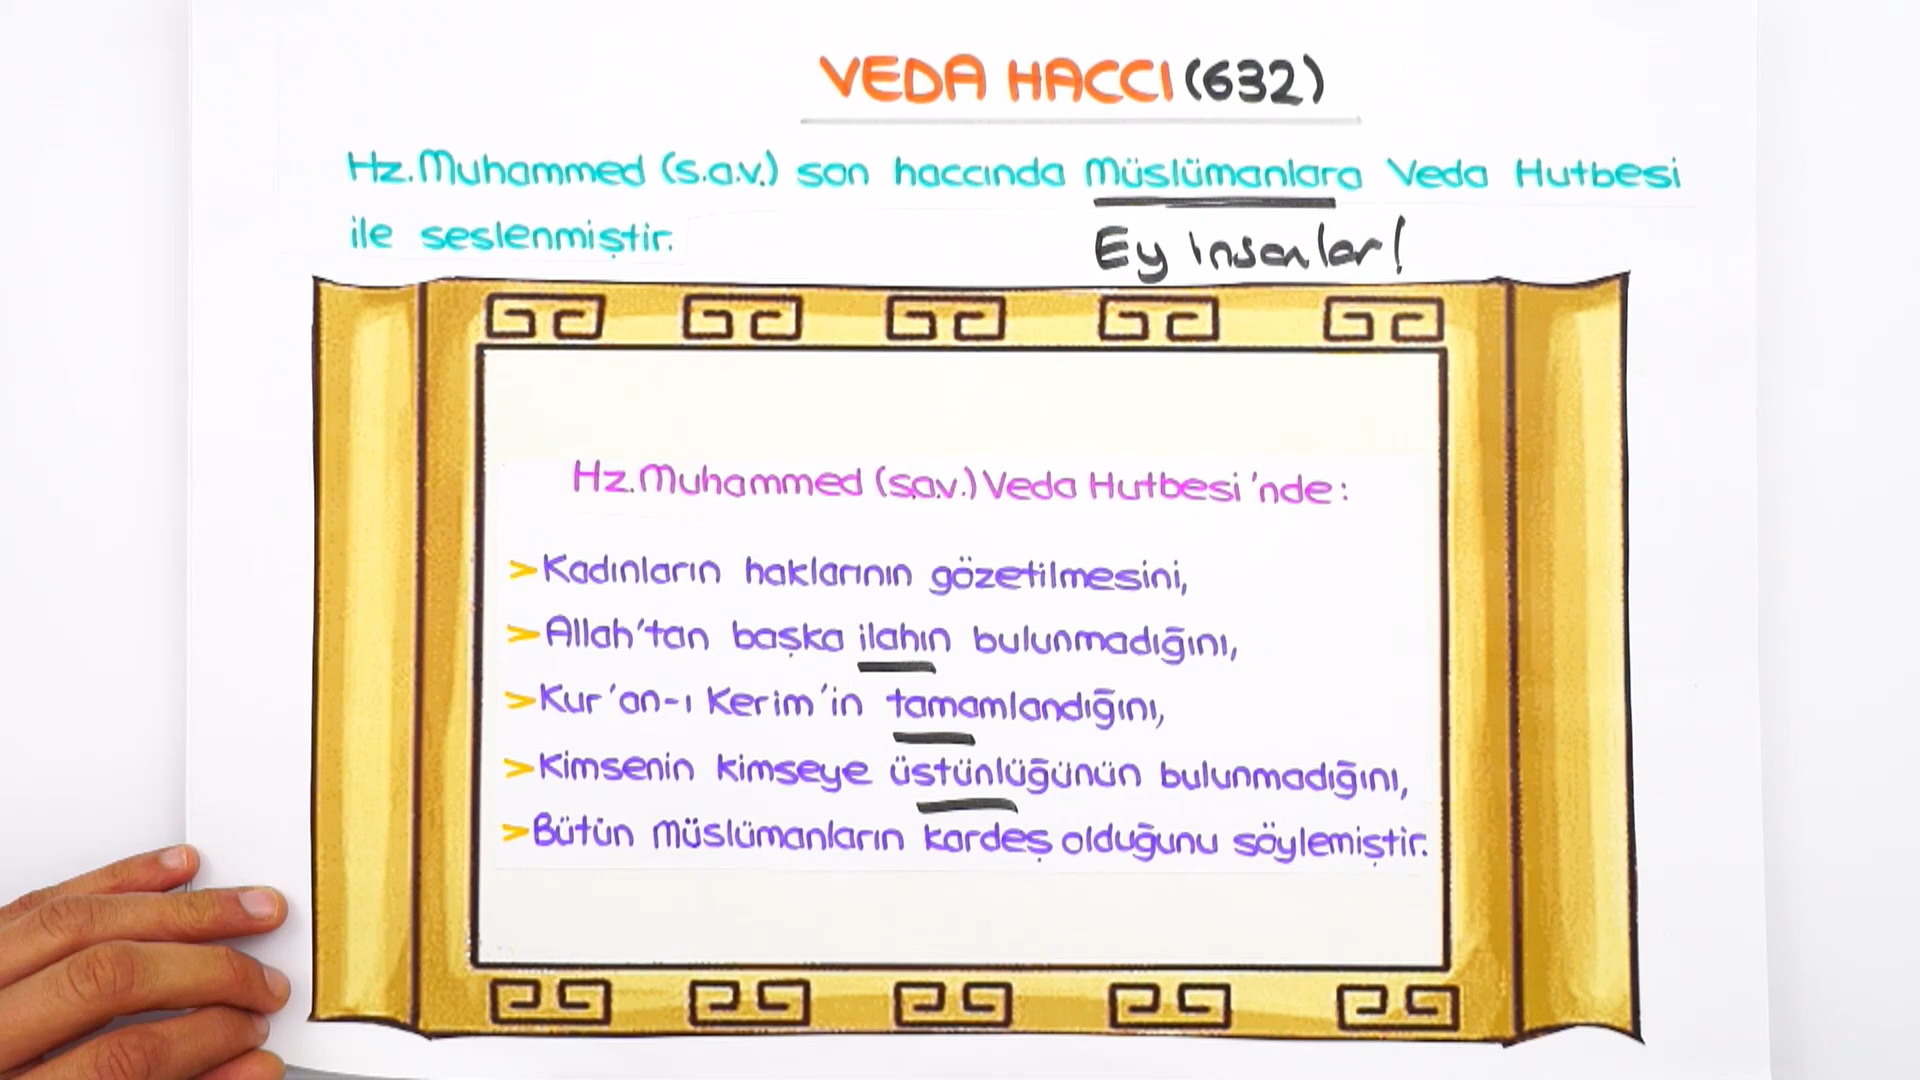 VEDA HACCI (632)
Hz.Muhammed (s.a.v.) son haccında Müslümanlara Veda Hutbesi
ile seslenmiştir.
Ey insanlar!
Hz.Muhammed (s.a.v.) Veda Hutbesi'nde:
>Kadınların haklarının gözetilmesini,
>Allah'tan başka ilahın bulunmadığını,
>Kur'an-ı Kerim'in tamamlandığını,
>Kimsenin kimseye üstünlüğünün bulunmadığını,
>Bütün Müslümanların kardeş olduğunu söylemiştir.